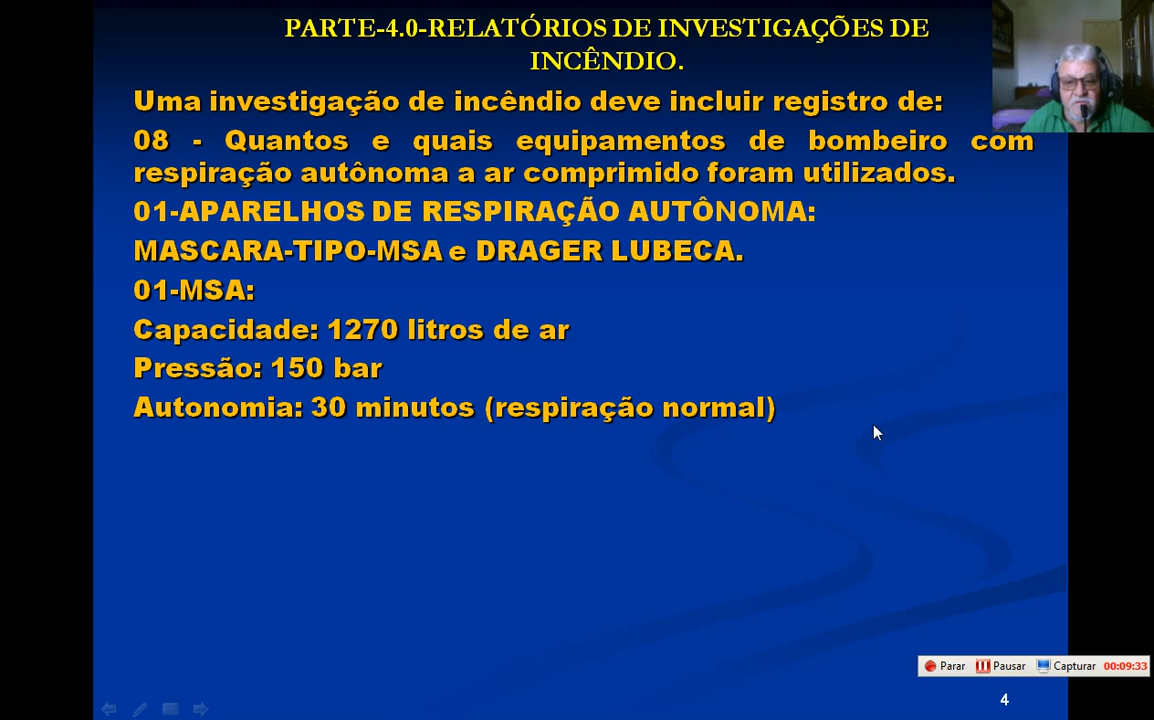 PARTE-4.0-RELATÓRIOS DE INVESTIGAÇÕES DE
INCÊNDIO.
Uma investigação de incêndio deve incluir registro de:
08 - Quantos e quais equipamentos de bombeiro com
respiração autônoma a ar comprimido foram utilizados.
01-APARELHOS DE RESPIRAÇÃO AUTÔNOMA:
MASCARA-TIPO-MSA e DRAGER LUBECA.
01-MSA:
Capacidade: 1270 litros de ar
Pressão: 150 bar
Autonomia: 30 minutos (respiração normal)
Parar Pausar Capturar 00:09:33
4